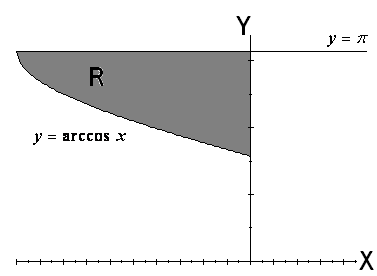 Y
y = π
R
y = arccos x
X